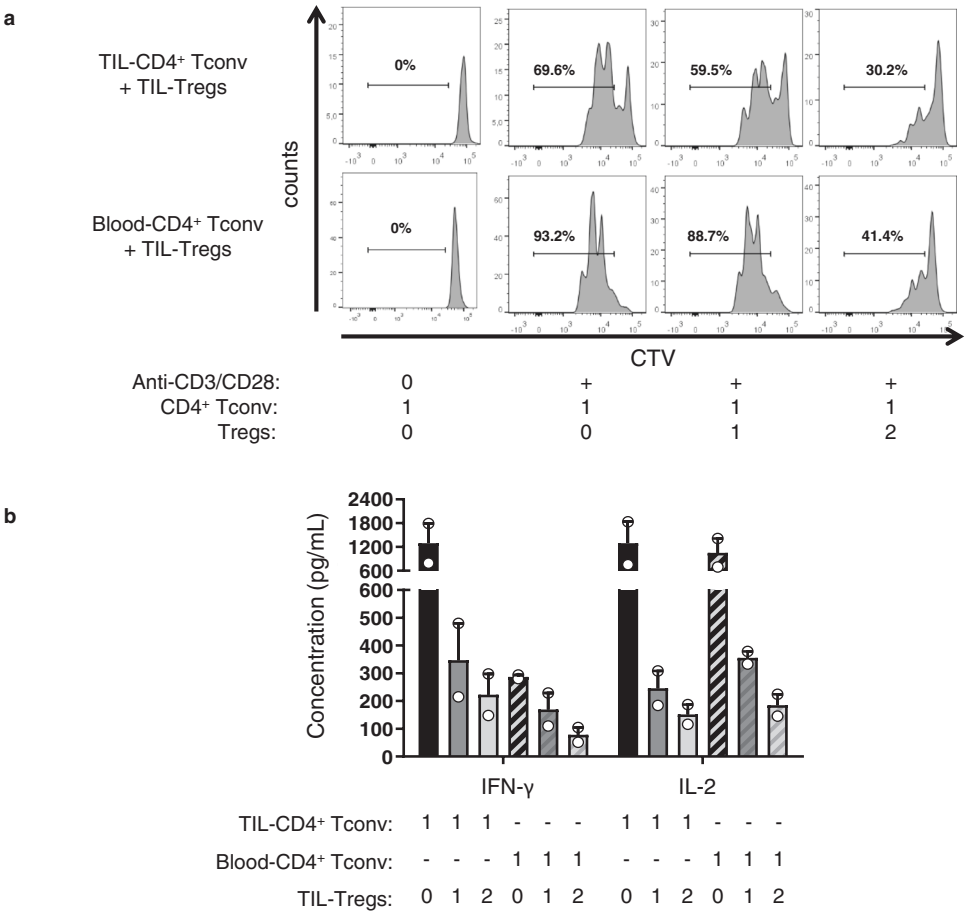 a
TIL-CD4+ Tconv
+ TIL-Tregs
Blood-CD4+ Tconv
+ TIL-Tregs
counts
0%
69.6%
59.5%
30.2%
0%
93.2%
88.7%
41.4%
CTV
Anti-CD3/CD28: 0 + + +
CD4+ Tconv: 1 1 1 1
Tregs: 0 0 1 2
b
Concentration (pg/mL)
2400
1800
1200
600
600
500
400
300
200
100
0
IFN-γ IL-2
TIL-CD4+ Tconv: 1 1 1 - - - 1 1 1 - - -
Blood-CD4+ Tconv: - - - 1 1 1 - - - 1 1 1
TIL-Tregs: 0 1 2 0 1 2 0 1 2 0 1 2